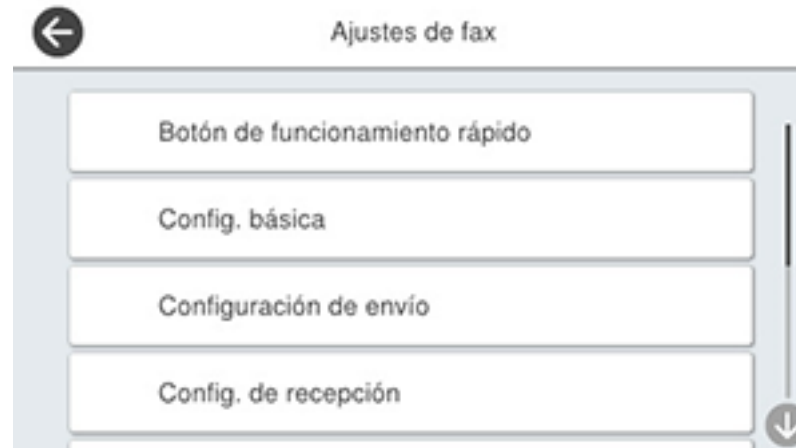 Ajustes de fax
Botón de funcionamiento rápido
Config. básica
Configuración de envío
Config. de recepción